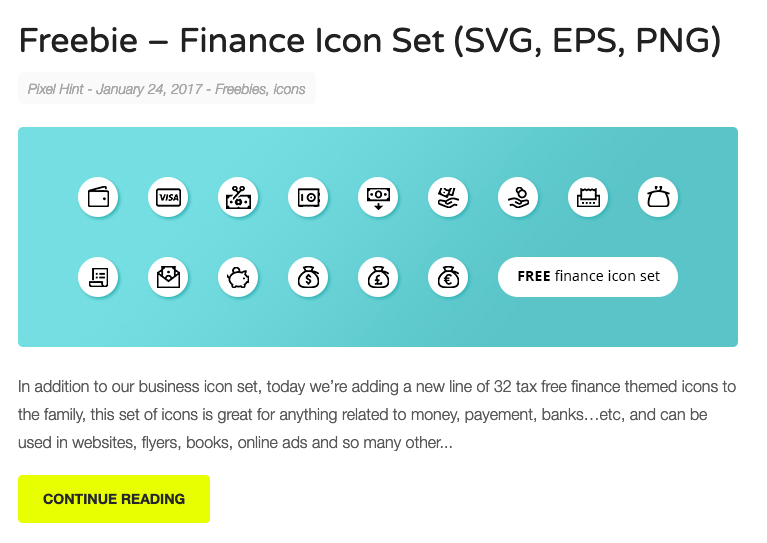 Freebie – Finance Icon Set (SVG, EPS, PNG)
Pixel Hint - January 24, 2017 - Freebies, icons
VISA
$ £ €
FREE finance icon set
In addition to our business icon set, today we’re adding a new line of 32 tax free finance themed icons to
the family, this set of icons is great for anything related to money, payement, banks…etc, and can be
used in websites, flyers, books, online ads and so many other...
CONTINUE READING